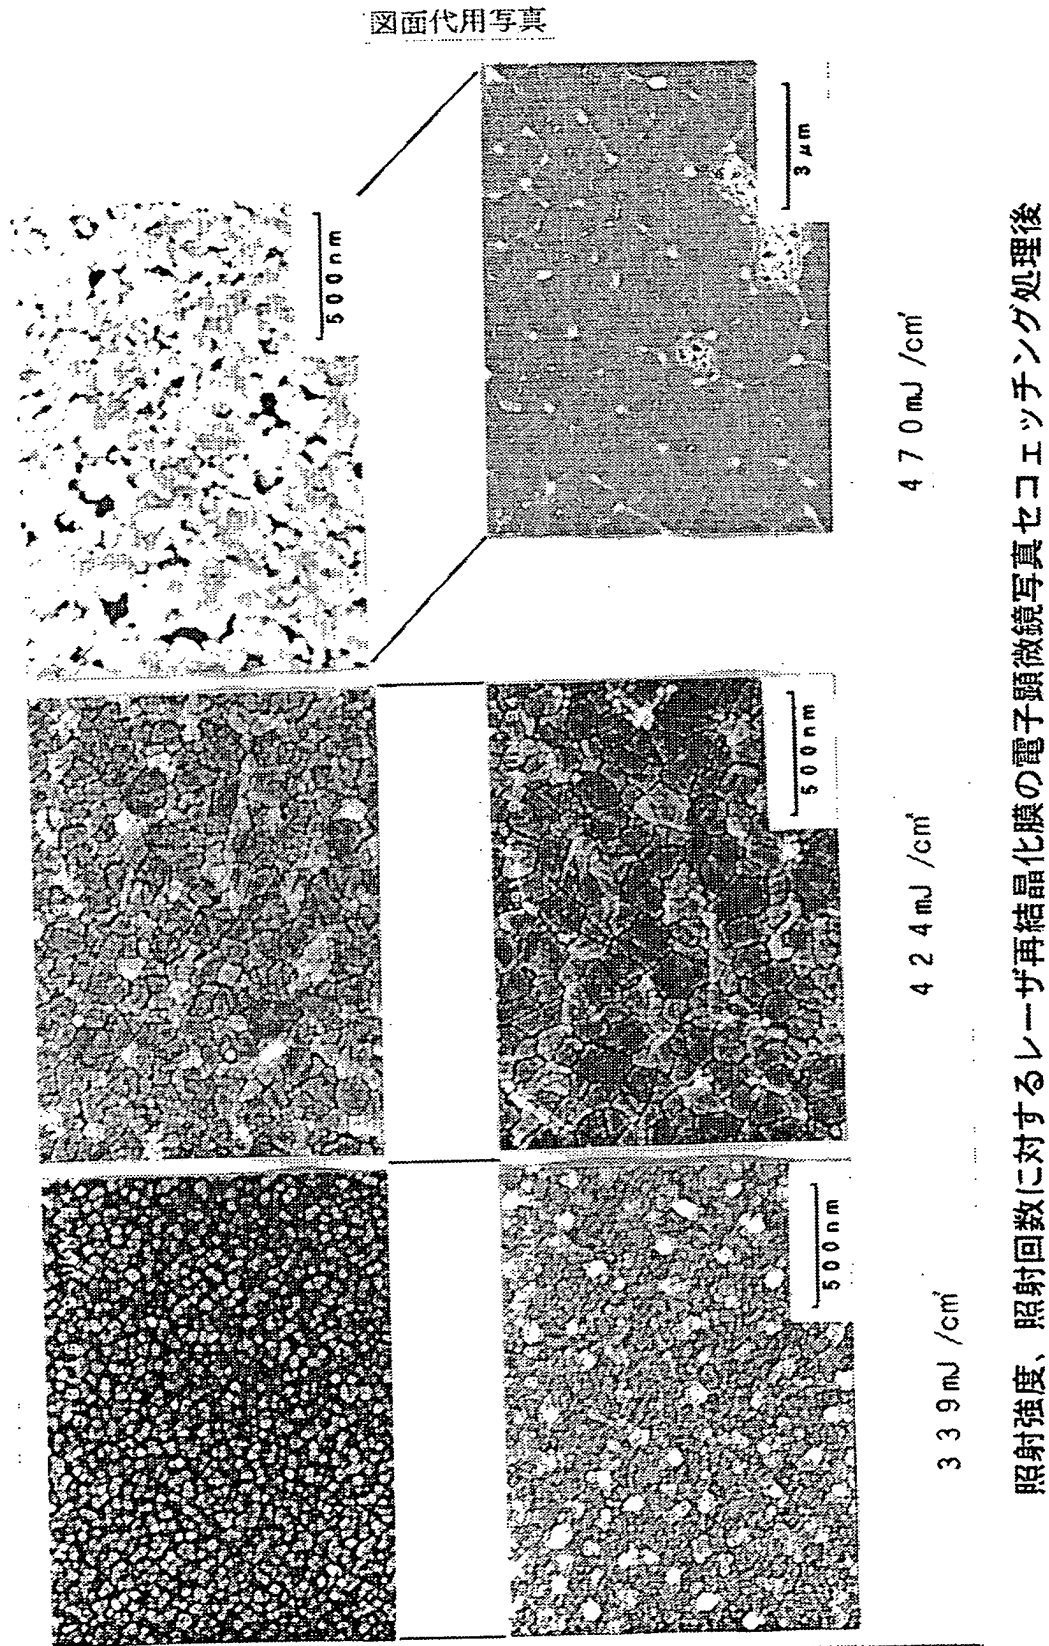 図面代用写真
500nm
3μm
500nm
500nm
339mJ/c㎡
424mJ/c㎡
470mJ/c㎡
照射強度、照射回数に対するレーザ再結晶化膜の電子顕微鏡写真セコエッチング処理後